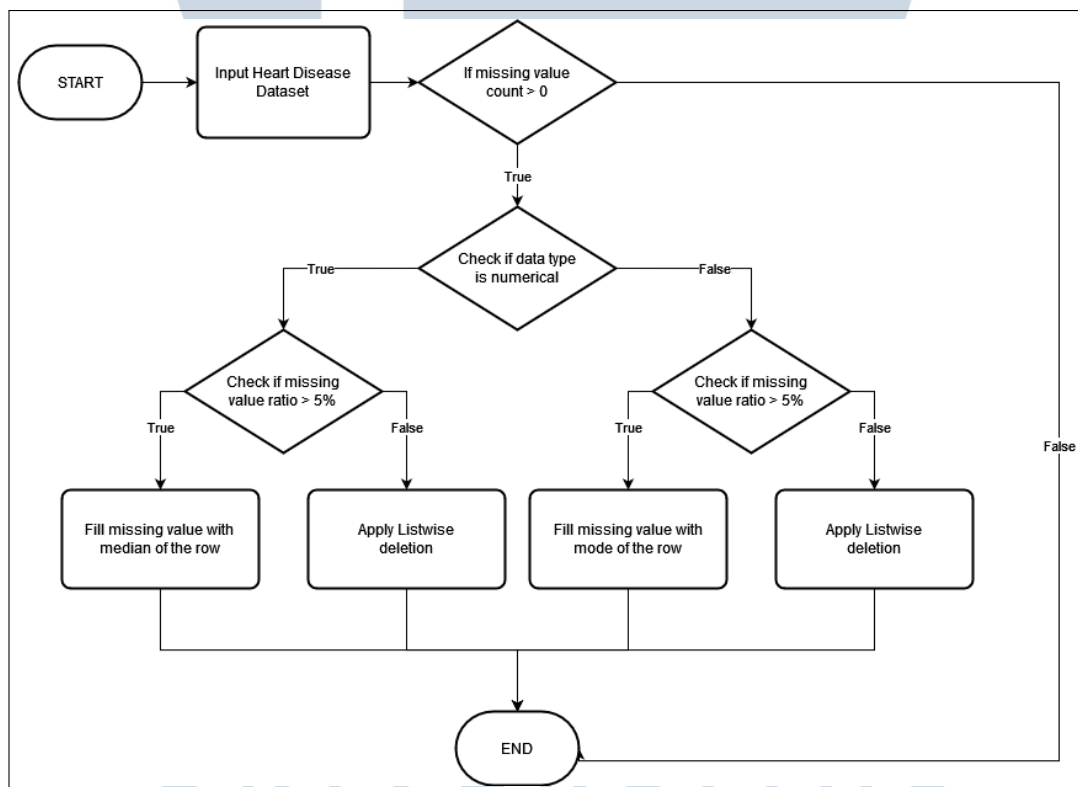 START
Input Heart Disease
Dataset
If missing value
count > 0
True
Check if data type
is numerical
True
False
Check if missing
value ratio > 5%
Check if missing
value ratio > 5%
True
False
True
False
False
Fill missing value with
median of the row
Apply Listwise
deletion
Fill missing value with
mode of the row
Apply Listwise
deletion
END